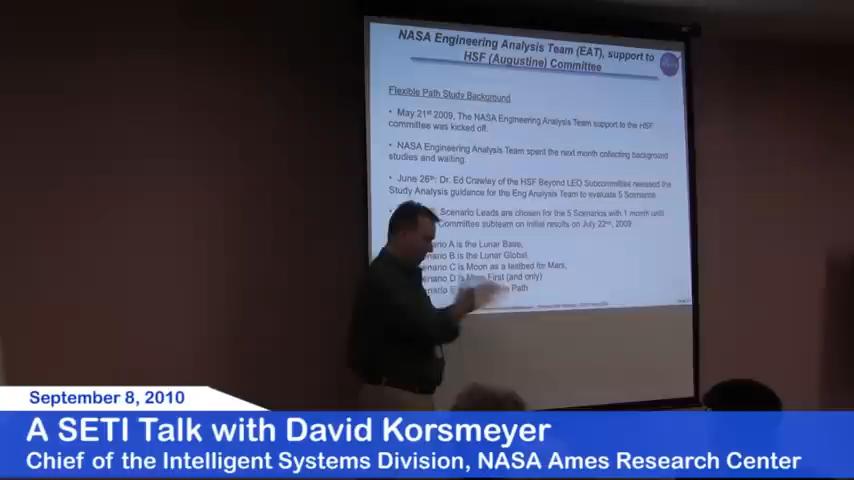 NASA Engineering Analysis Team (EAT), support to
HSF (Augustine) Committee
Flexible Path Study Background
• May 21st 2009, The NASA Engineering Analysis Team support to the HSF
committee was kicked off.
• NASA Engineering Analysis Team spent the next month collecting background
studies and waiting.
• June 26th: Dr. Ed Crawley of the HSF Beyond LEO Subcommittee released the
Study Analysis guidance for the Eng Analysis Team to evaluate 5 Scenarios
Scenario Leads are chosen for the 5 Scenarios with 1 month until
Committee subteam on initial results on July 22nd, 2009
enario A is the Lunar Base,
enario B is the Lunar Global,
enario C is Moon as a testbed for Mars,
enario D is Mars First (and only)
enario E Path
September 8, 2010
A SETI Talk with David Korsmeyer
Chief of the Intelligent Systems Division, NASA Ames Research Center